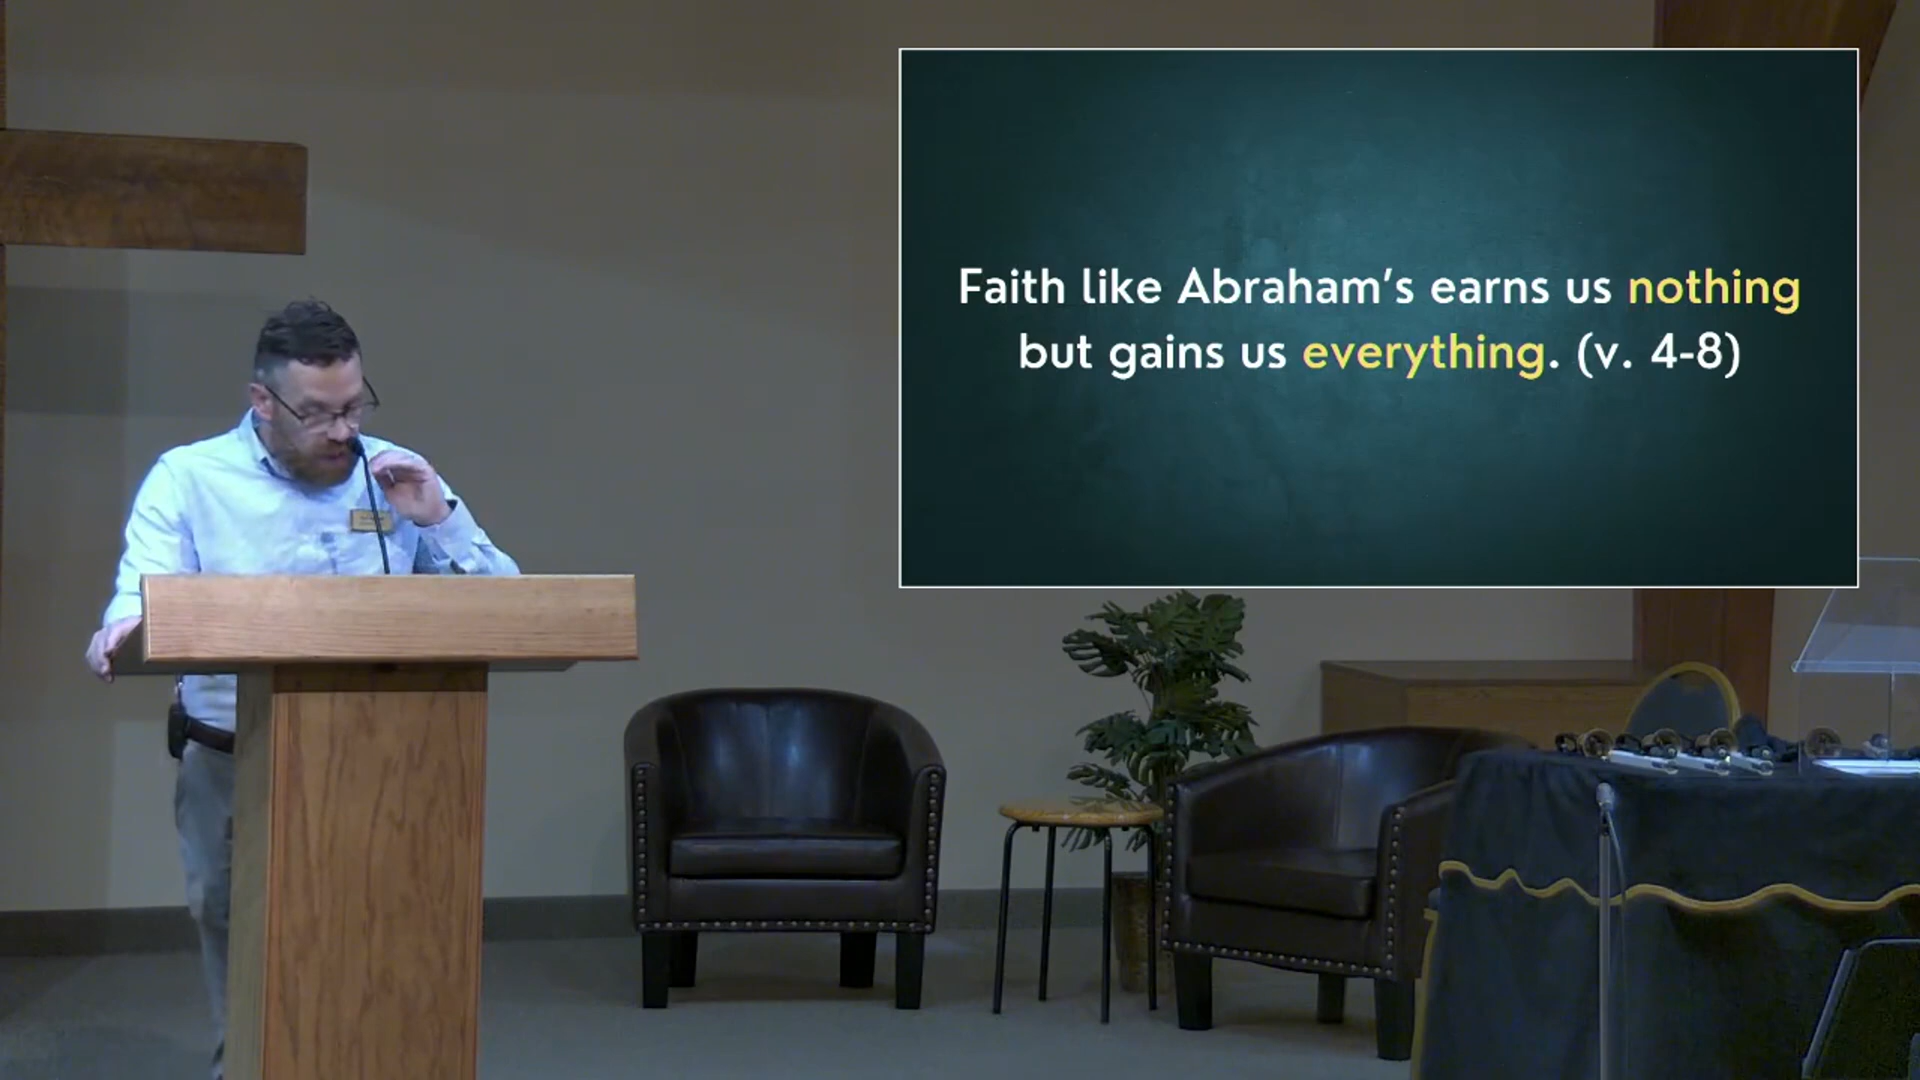 Faith like Abraham's earns us nothing
but gains us everything. (v. 4-8)